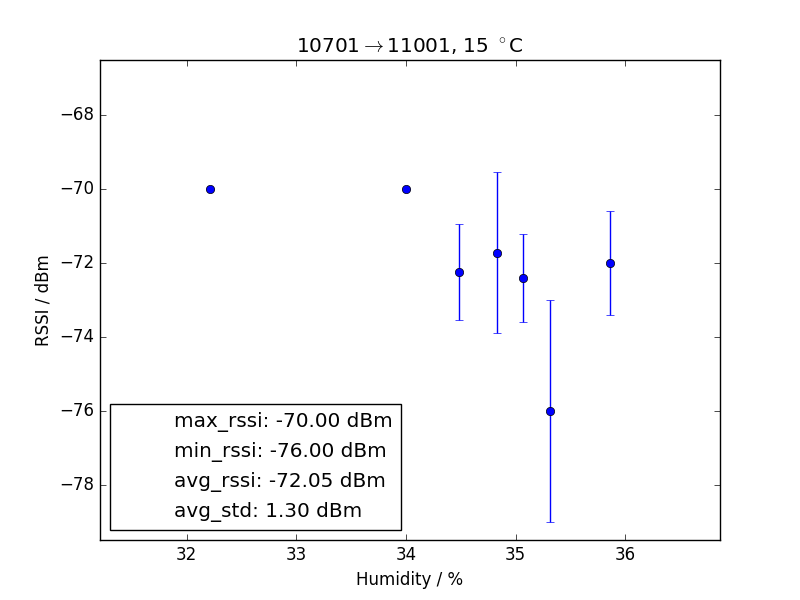 10701→11001, 15 °C
−68
−70
−72
−74
−76
−78
RSSI / dBm
max_rssi: -70.00 dBm
min_rssi: -76.00 dBm
avg_rssi: -72.05 dBm
avg_std: 1.30 dBm
32 33 34 35 36
Humidity / %